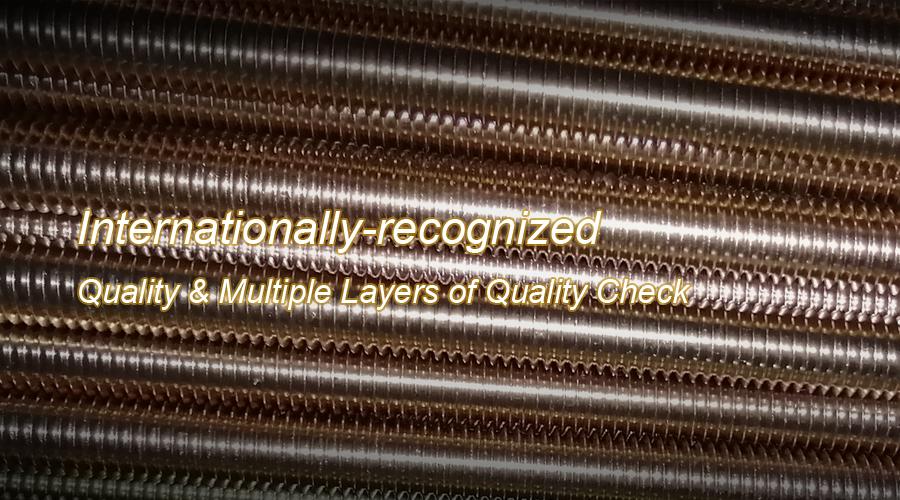 Internationally-recognized
Quality & Multiple Layers of Quality Check